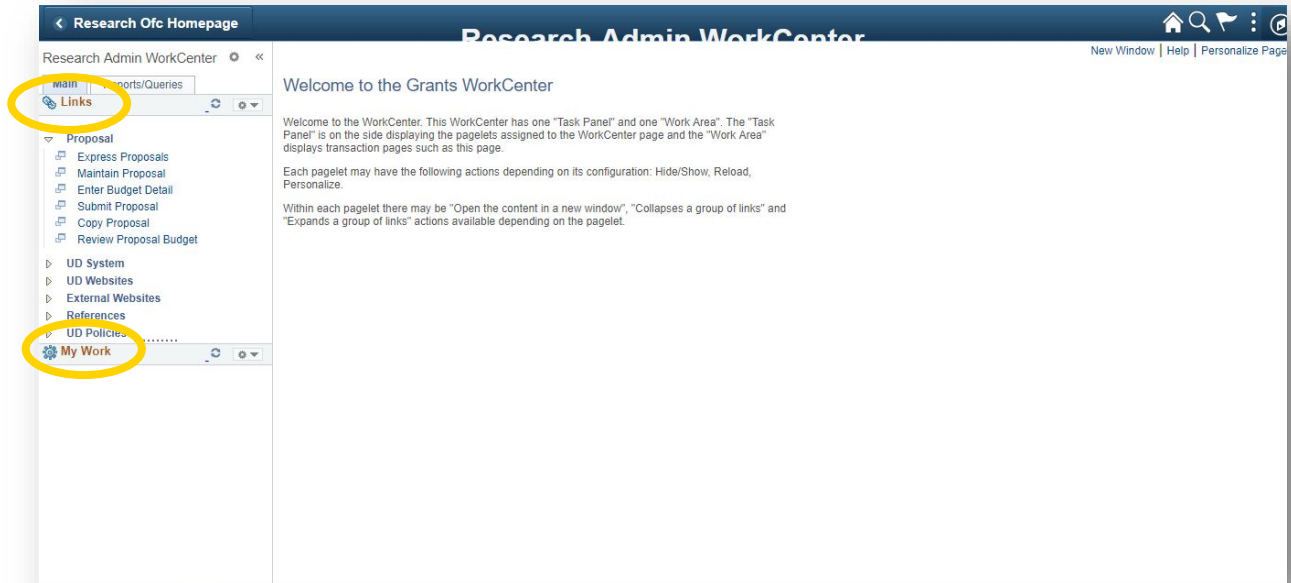 Research Ofc Homepage
Research Admin WorkCenter
New Window | Help | Personalize Page
Research Admin WorkCenter
Main
Reports/Queries
Links
Proposal
Express Proposals
Maintain Proposal
Enter Budget Detail
Submit Proposal
Copy Proposal
Review Proposal Budget
UD System
UD Websites
External Websites
References
UD Policies
My Work
Welcome to the Grants WorkCenter
Welcome to the WorkCenter. This WorkCenter has one "Task Panel" and one "Work Area". The "Task
Panel" is on the side displaying the pagelets assigned to the WorkCenter page and the "Work Area"
displays transaction pages such as this page.
Each pagelet may have the following actions depending on its configuration: Hide/Show, Reload,
Personalize.
Within each pagelet there may be "Open the content in a new window", "Collapses a group of links" and
"Expands a group of links" actions available depending on the pagelet.